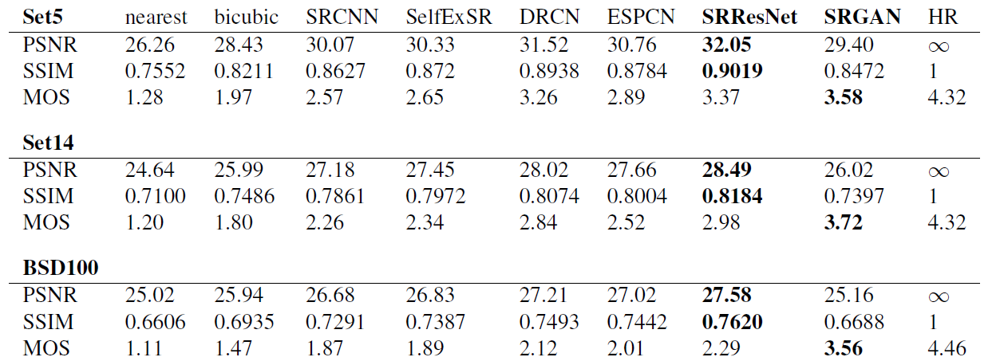 Set5 nearest bicubic SRCNN SelfExSR DRCN ESPCN SRResNet SRGAN HR
PSNR 26.26 28.43 30.07 30.33 31.52 30.76 32.05 29.40 ∞
SSIM 0.7552 0.8211 0.8627 0.872 0.8938 0.8784 0.9019 0.8472 1
MOS 1.28 1.97 2.57 2.65 3.26 2.89 3.37 3.58 4.32
Set14
PSNR 24.64 25.99 27.18 27.45 28.02 27.66 28.49 26.02 ∞
SSIM 0.7100 0.7486 0.7861 0.7972 0.8074 0.8004 0.8184 0.7397 1
MOS 1.20 1.80 2.26 2.34 2.84 2.52 2.98 3.72 4.32
BSD100
PSNR 25.02 25.94 26.68 26.83 27.21 27.02 27.58 25.16 ∞
SSIM 0.6606 0.6935 0.7291 0.7387 0.7493 0.7442 0.7620 0.6688 1
MOS 1.11 1.47 1.87 1.89 2.12 2.01 2.29 3.56 4.46